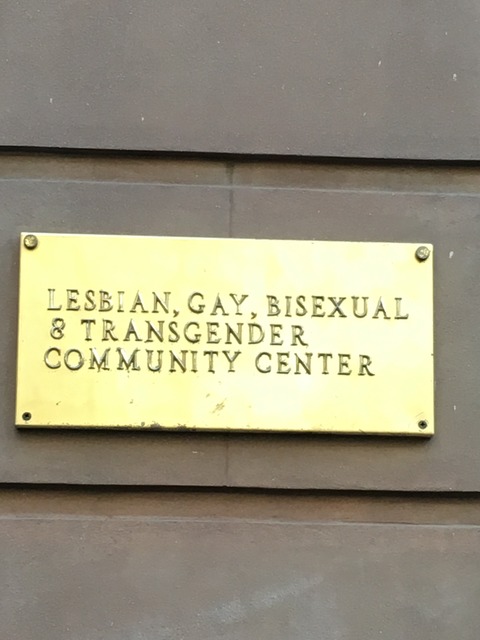 LESBIAN, GAY, BISEXUAL
& TRANSGENDER
COMMUNITY CENTER